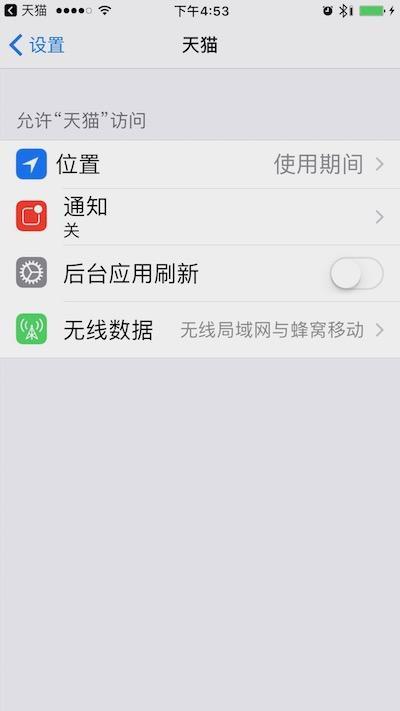 天猫 下午4:53
设置 天猫
允许“天猫”访问
位置 使用期间
通知
关
后台应用刷新
无线数据 无线局域网与蜂窝移动